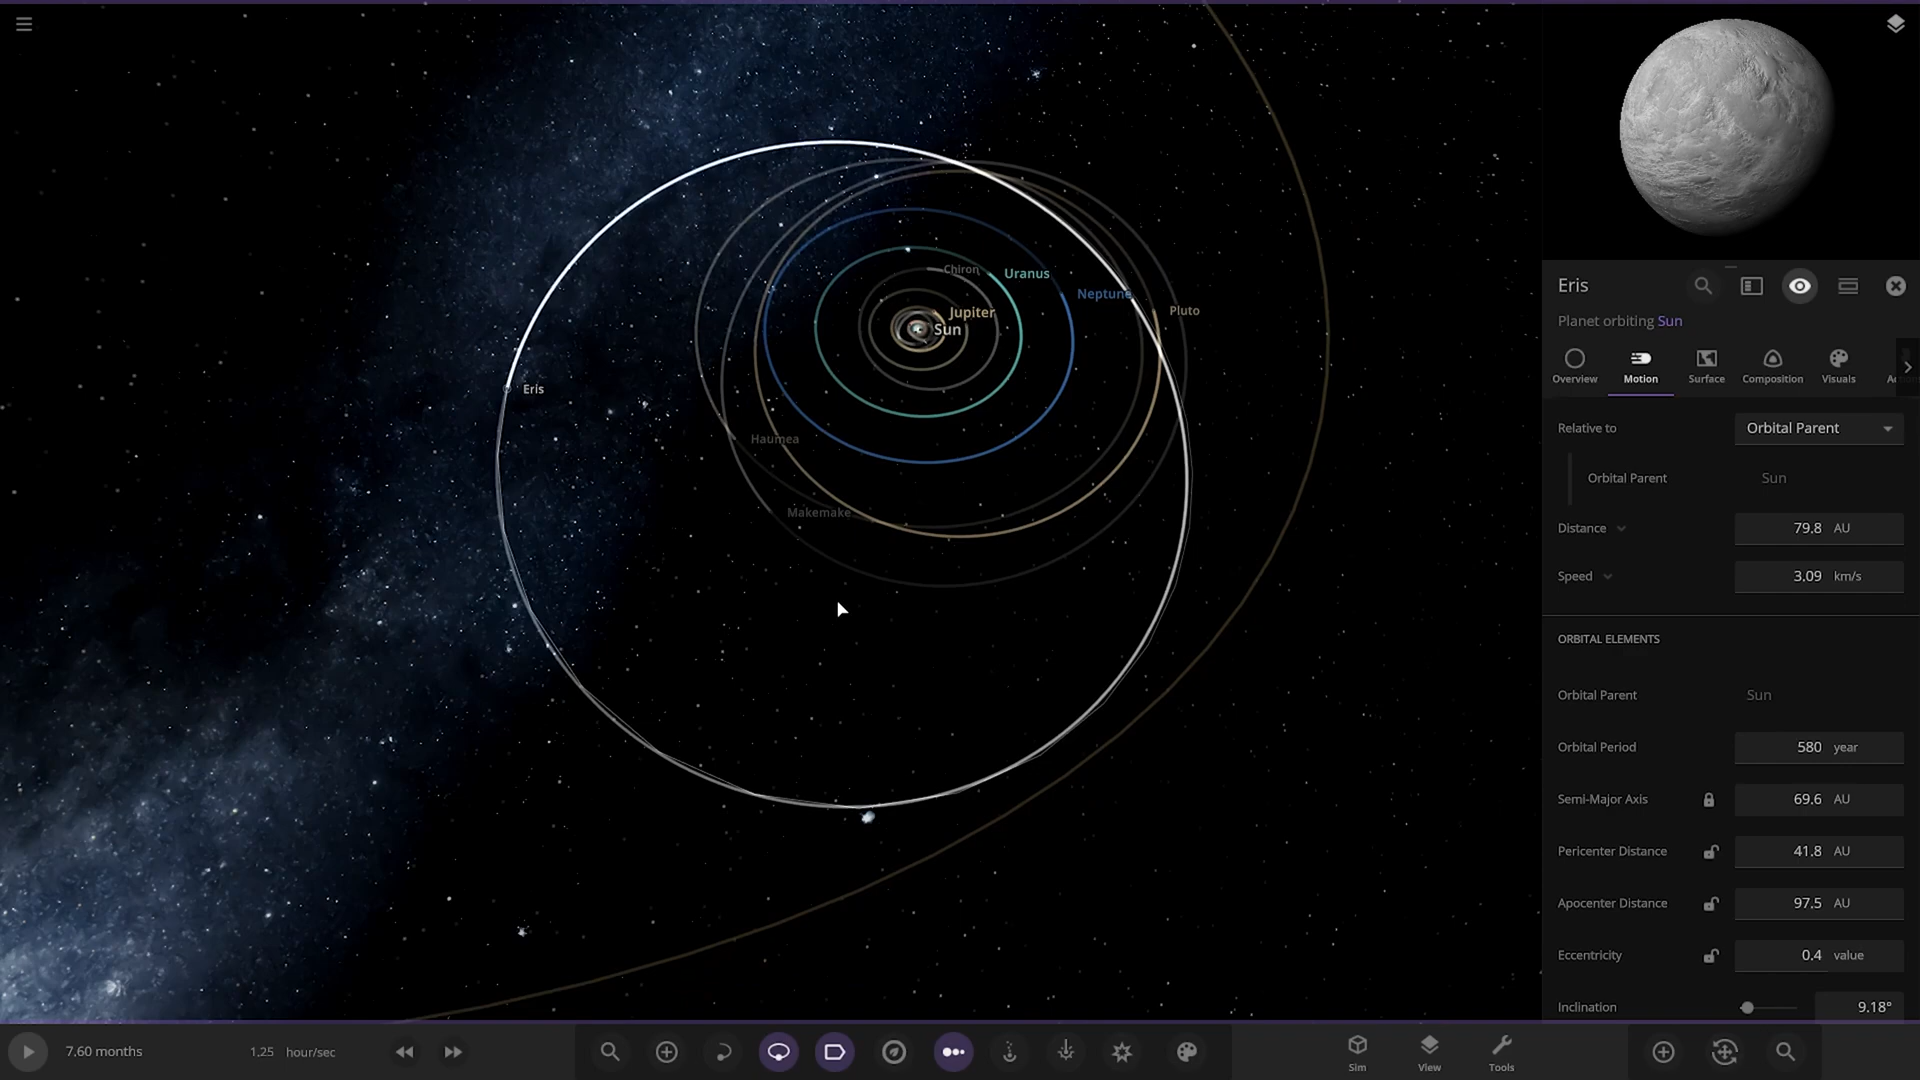 Chiron
Uranus
Neptune
Jupiter
Pluto
Sun
Eris
Haumea
Makemake
Eris
Planet orbiting Sun
Overview
Motion
Surface
Composition
Visuals
Relative to
Orbital Parent
Orbital Parent
Sun
Distance
79.8 AU
Speed
3.09 km/s
ORBITAL ELEMENTS
Orbital Parent
Sun
Orbital Period
580 year
Semi-Major Axis
69.6 AU
Pericenter Distance
41.8 AU
Apocenter Distance
97.5 AU
Eccentricity
0.4 value
Inclination
9.18°
7.60 months
1.25 hour/sec
Sim
View
Tools